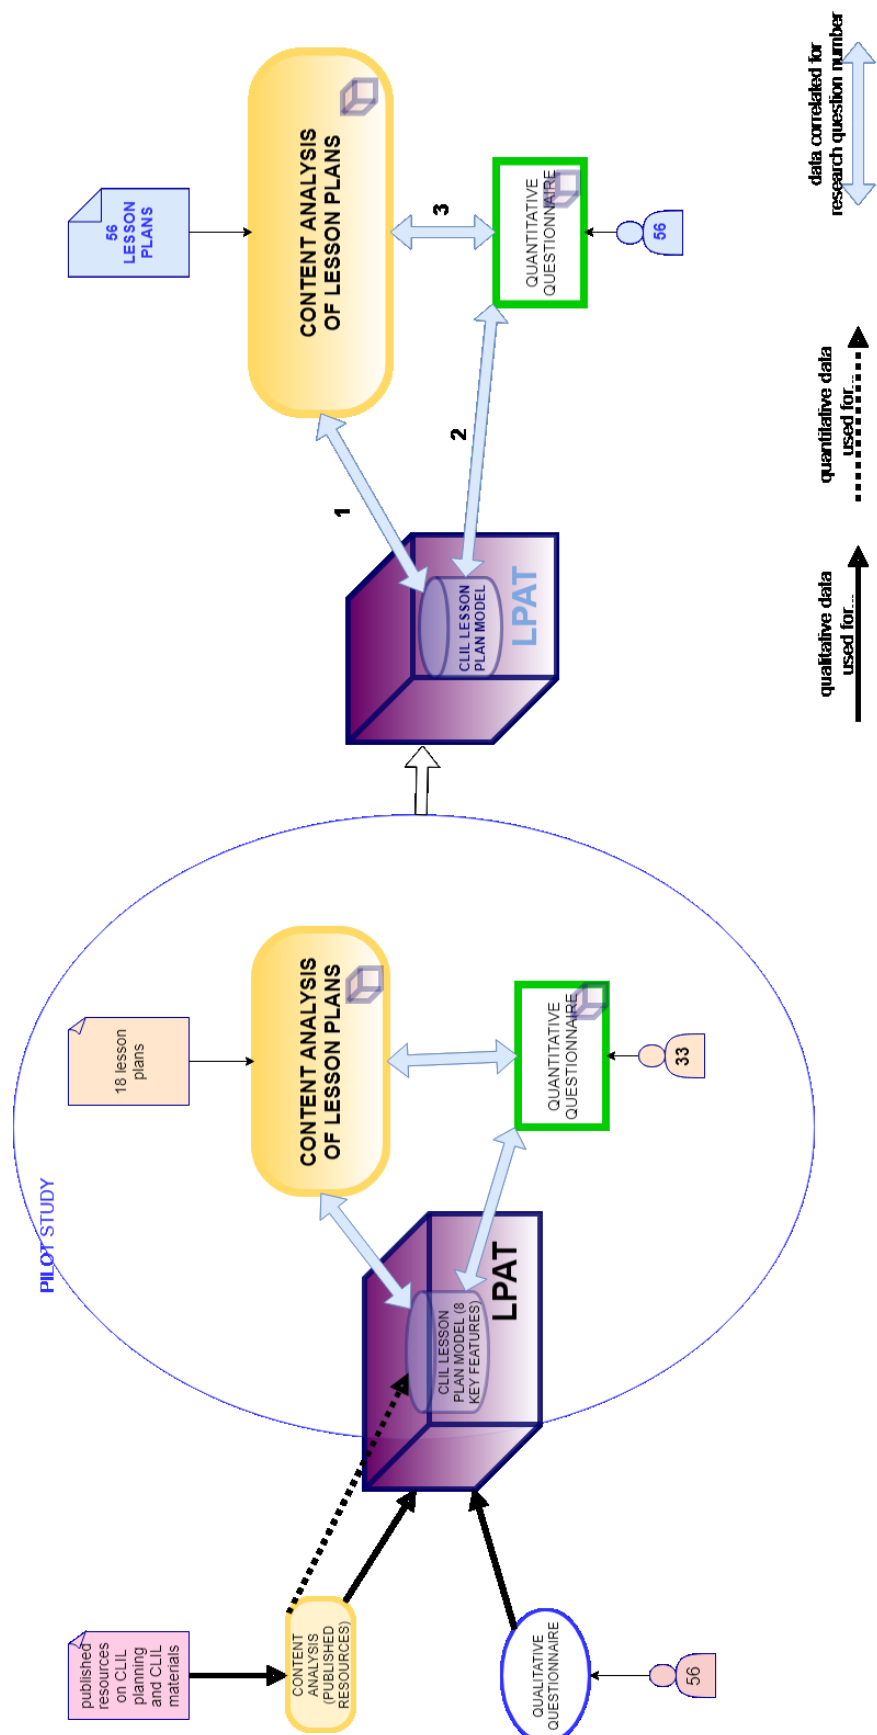 published
resources
on CLIL
planning
and CLIL
materials
CONTENT
ANALYSIS
(PUBLISHED
RESOURCES)
QUALITATIVE
QUESTIONNAIRE
56
PILOT STUDY
18 lesson
plans
CONTENT ANALYSIS
OF LESSON PLANS
CLIL LESSON
PLAN MODEL (8
KEY FEATURES)
LPAT
QUANTITATIVE
QUESTIONNAIRE
33
56
LESSON
PLANS
CONTENT ANALYSIS
OF LESSON PLANS
1
2
3
CLIL LESSON
PLAN MODEL
LPAT
QUANTITATIVE
QUESTIONNAIRE
56
qualitative data
used for...
quantitative data
used for...
data correlated for
research question number